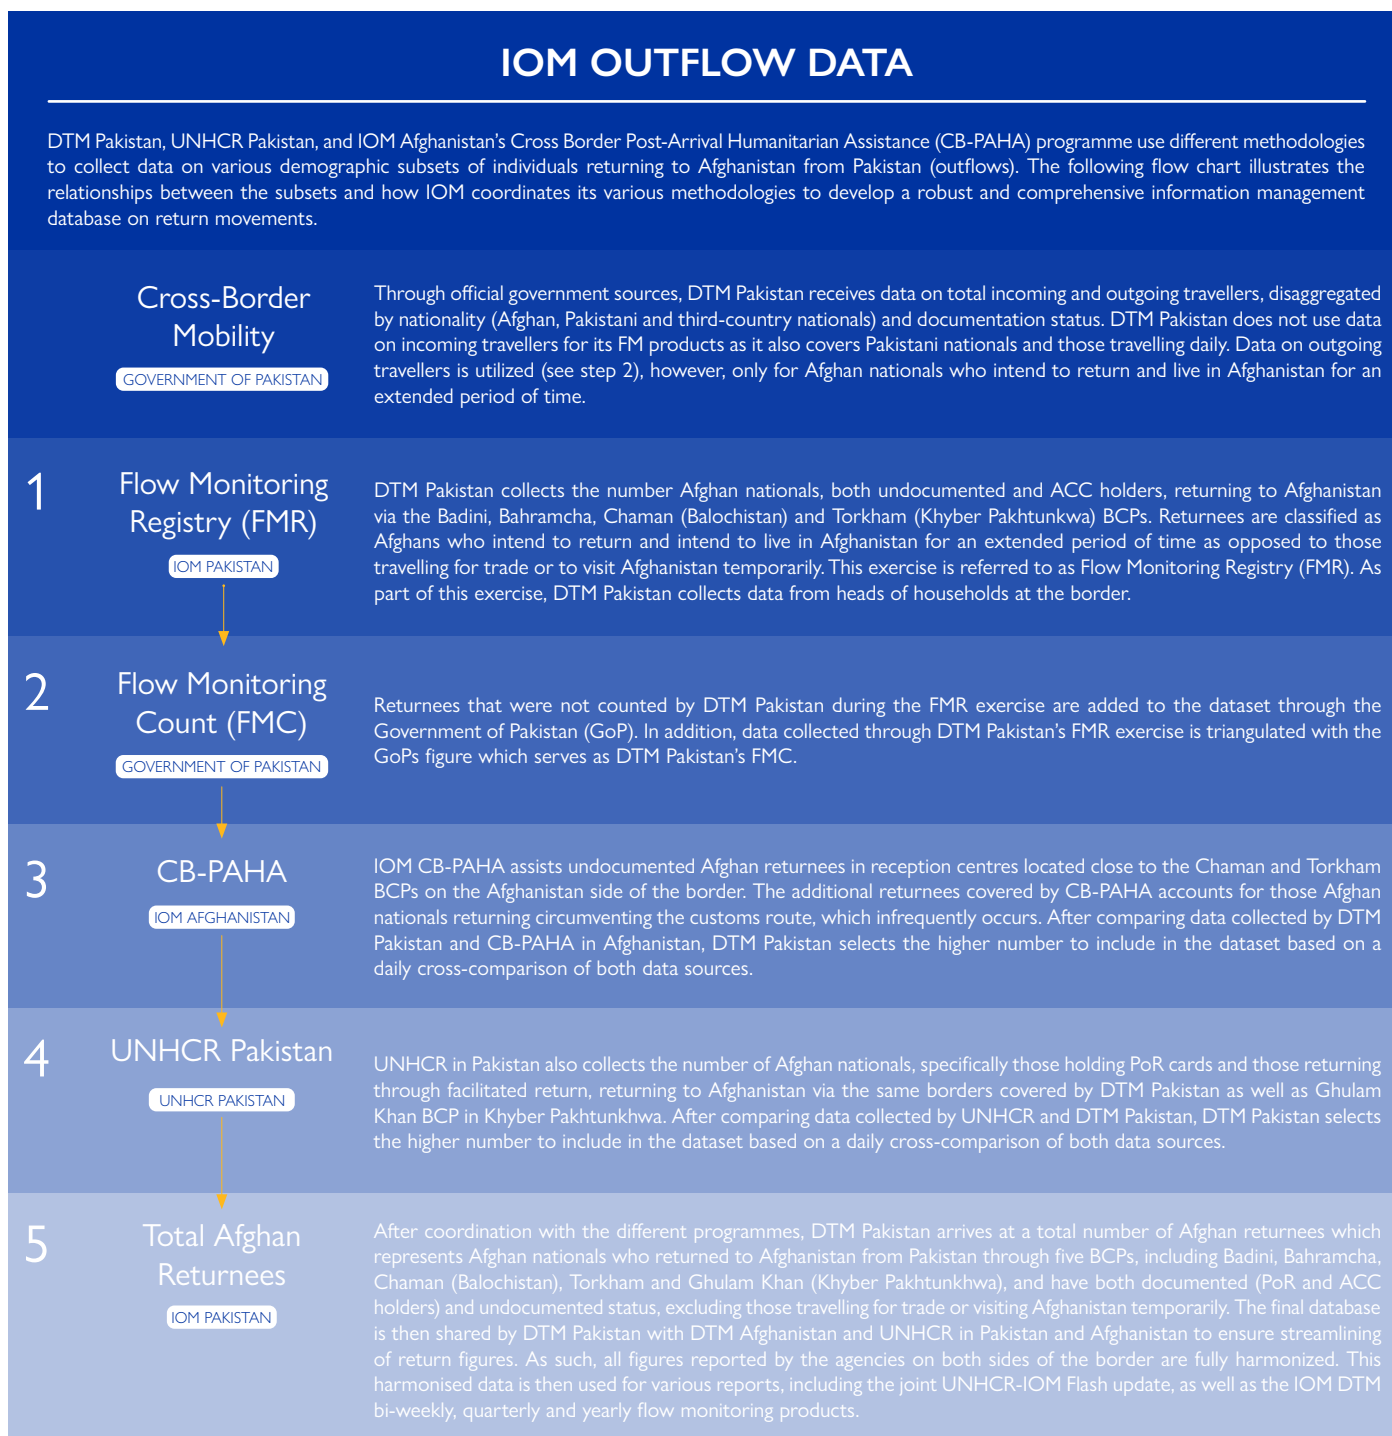 IOM OUTFLOW DATA
DTM Pakistan, UNHCR Pakistan, and IOM Afghanistan's Cross Border Post-Arrival Humanitarian Assistance (CB-PAHA) programme use different methodologies
to collect data on various demographic subsets of individuals returning to Afghanistan from Pakistan (outflows). The following flow chart illustrates the
relationships between the subsets and how IOM coordinates its various methodologies to develop a robust and comprehensive information management
database on return movements.
Cross-Border
Mobility
GOVERNMENT OF PAKISTAN
Through official government sources, DTM Pakistan receives data on total incoming and outgoing travellers, disaggregated
by nationality (Afghan, Pakistani and third-country nationals) and documentation status. DTM Pakistan does not use data
on incoming travellers for its FM products as it also covers Pakistani nationals and those travelling daily. Data on outgoing
travellers is utilized (see step 2), however, only for Afghan nationals who intend to return and live in Afghanistan for an
extended period of time.
1
Flow Monitoring
Registry (FMR)
IOM PAKISTAN
DTM Pakistan collects the number Afghan nationals, both undocumented and ACC holders, returning to Afghanistan
via the Badini, Bahramcha, Chaman (Balochistan) and Torkham (Khyber Pakhtunkwa) BCPs. Returnees are classified as
Afghans who intend to return and intend to live in Afghanistan for an extended period of time as opposed to those
travelling for trade or to visit Afghanistan temporarily. This exercise is referred to as Flow Monitoring Registry (FMR). As
part of this exercise, DTM Pakistan collects data from heads of households at the border.
2
Flow Monitoring
Count (FMC)
GOVERNMENT OF PAKISTAN
Returnees that were not counted by DTM Pakistan during the FMR exercise are added to the dataset through the
Government of Pakistan (GoP). In addition, data collected through DTM Pakistan's FMR exercise is triangulated with the
GoPs figure which serves as DTM Pakistan's FMC.
3
CB-PAHA
IOM AFGHANISTAN
IOM CB-PAHA assists undocumented Afghan returnees in reception centres located close to the Chaman and Torkham
BCPs on the Afghanistan side of the border. The additional returnees covered by CB-PAHA accounts for those Afghan
nationals returning circumventing the customs route, which infrequently occurs. After comparing data collected by DTM
Pakistan and CB-PAHA in Afghanistan, DTM Pakistan selects the higher number to include in the dataset based on a
daily cross-comparison of both data sources.
4
UNHCR Pakistan
UNHCR PAKISTAN
UNHCR in Pakistan also collects the number of Afghan nationals, specifically those holding PoR cards and those returning
through facilitated return, returning to Afghanistan via the same borders covered by DTM Pakistan as well as Ghulam
Khan BCP in Khyber Pakhtunkhwa. After comparing data collected by UNHCR and DTM Pakistan, DTM Pakistan selects
the higher number to include in the dataset based on a daily cross-comparison of both data sources.
5
Total Afghan
Returnees
IOM PAKISTAN
After coordination with the different programmes, DTM Pakistan arrives at a total number of Afghan returnees which
represents Afghan nationals who returned to Afghanistan from Pakistan through five BCPs, including Badini, Bahramcha,
Chaman (Balochistan), Torkham and Ghulam Khan (Khyber Pakhtunkhwa), and have both documented (PoR and ACC
holders) and undocumented status, excluding those travelling for trade or visiting Afghanistan temporarily. The final database
is then shared by DTM Pakistan with DTM Afghanistan and UNHCR in Pakistan and Afghanistan to ensure streamlining
of return figures. As such, all figures reported by the agencies on both sides of the border are fully harmonized. This
harmonised data is then used for various reports, including the joint UNHCR-IOM Flash update, as well as the IOM DTM
bi-weekly, quarterly and yearly flow monitoring products.